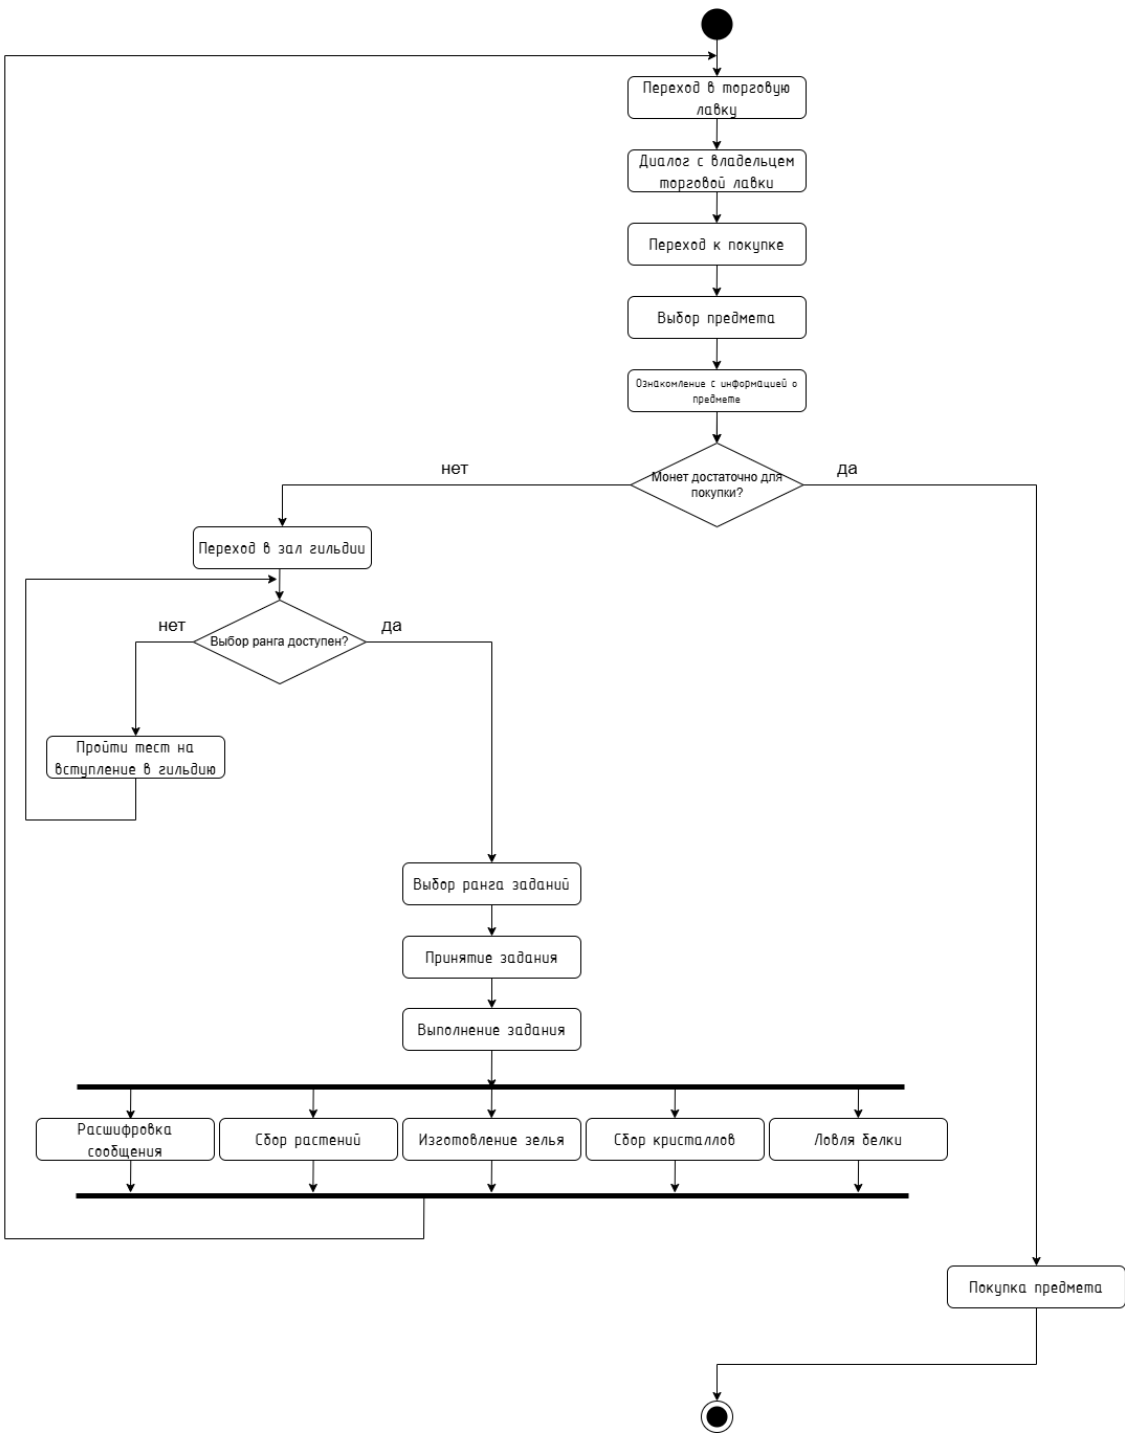 Переход в торговую
лавку
Диалог с владельцем
торговой лавки
Переход к покупке
Выбор предмета
Ознакомление с информацией о
предмете
нет
Монет достаточно для
покупки?
да
Переход в зал гильдии
нет
Выбор ранга доступен?
да
Пройти тест на
вступление в гильдию
Выбор ранга заданий
Принятие задания
Выполнение задания
Расшифровка
сообщения
Сбор растений
Изготовление зелья
Сбор кристаллов
Ловля белки
Покупка предмета